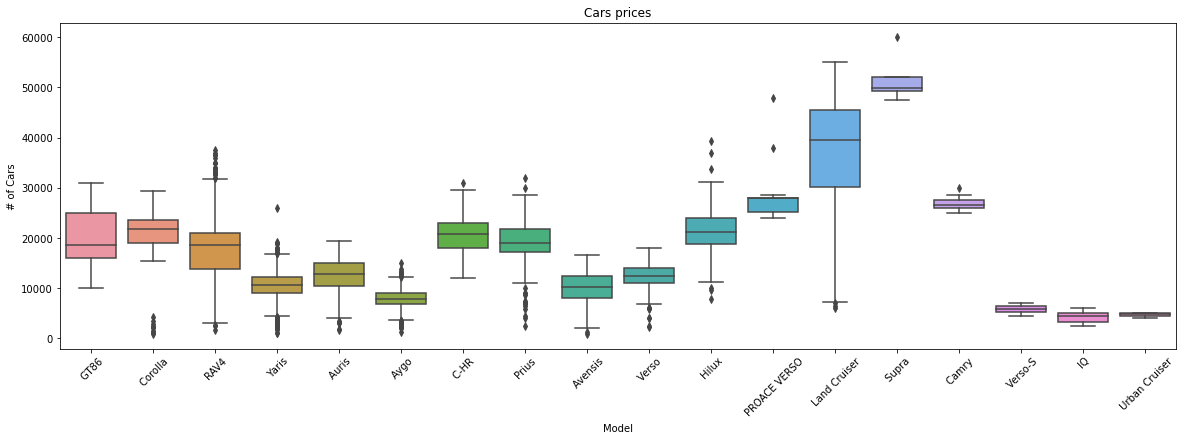 Cars prices
# of Cars
60000
50000
40000
30000
20000
10000
0
GT86
Corolla
RAV4
Yaris
Auris
Aygo
C-HR
Prius
Avensis
Verso
Hilux
PROACE VERSO
Land Cruiser
Supra
Camry
Verso-S
IQ
Urban Cruiser
Model